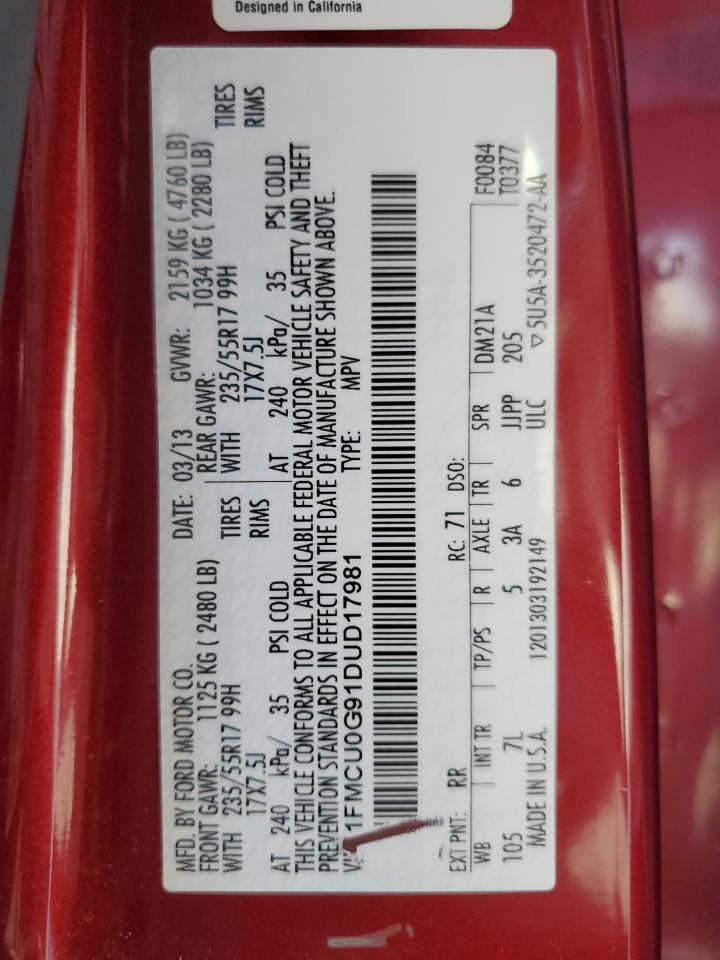 Designed in California
MFD. BY FORD MOTOR CO. DATE: 03/13 GVWR: 2159 KG ( 4760 LB)
FRONT GAWR: 1125 KG ( 2480 LB) REAR GAWR: 1034 KG ( 2280 LB)
WITH 235/55R17 99H TIRES WITH 235/55R17 99H TIRES
17X7.5J RIMS 17X7.5J RIMS
AT 240 kPa/ 35 PSI COLD AT 240 kPa/ 35 PSI COLD
THIS VEHICLE CONFORMS TO ALL APPLICABLE FEDERAL MOTOR VEHICLE SAFETY AND THEFT
PREVENTION STANDARDS IN EFFECT ON THE DATE OF MANUFACTURE SHOWN ABOVE.
1FMCU0G91DUD17981 TYPE: MPV
EXT PNT: RR RC: 71 DSO:
WB INT TR TP/PS R AXLE TR SPR DM21A F0084
105 7L 5 3A 6 JJPP 205 T0377
MADE IN U.S.A. 1201303192149 ULC ▽5U5A-3520472-AA